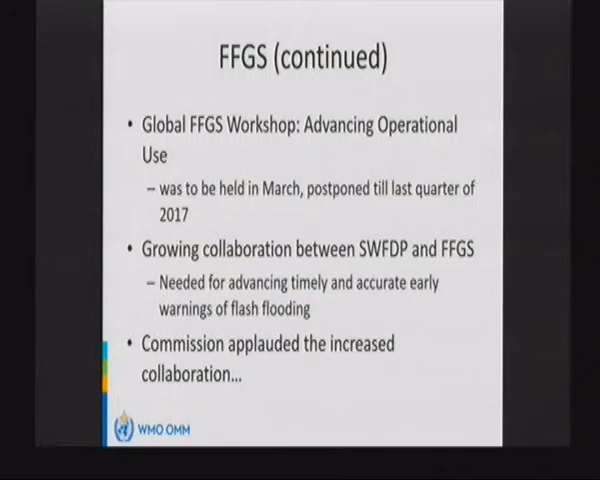 FFGS (continued)
• Global FFGS Workshop: Advancing Operational
Use
– was to be held in March, postponed till last quarter of
2017
• Growing collaboration between SWFDP and FFGS
– Needed for advancing timely and accurate early
warnings of flash flooding
• Commission applauded the increased
collaboration...
WMO OMM